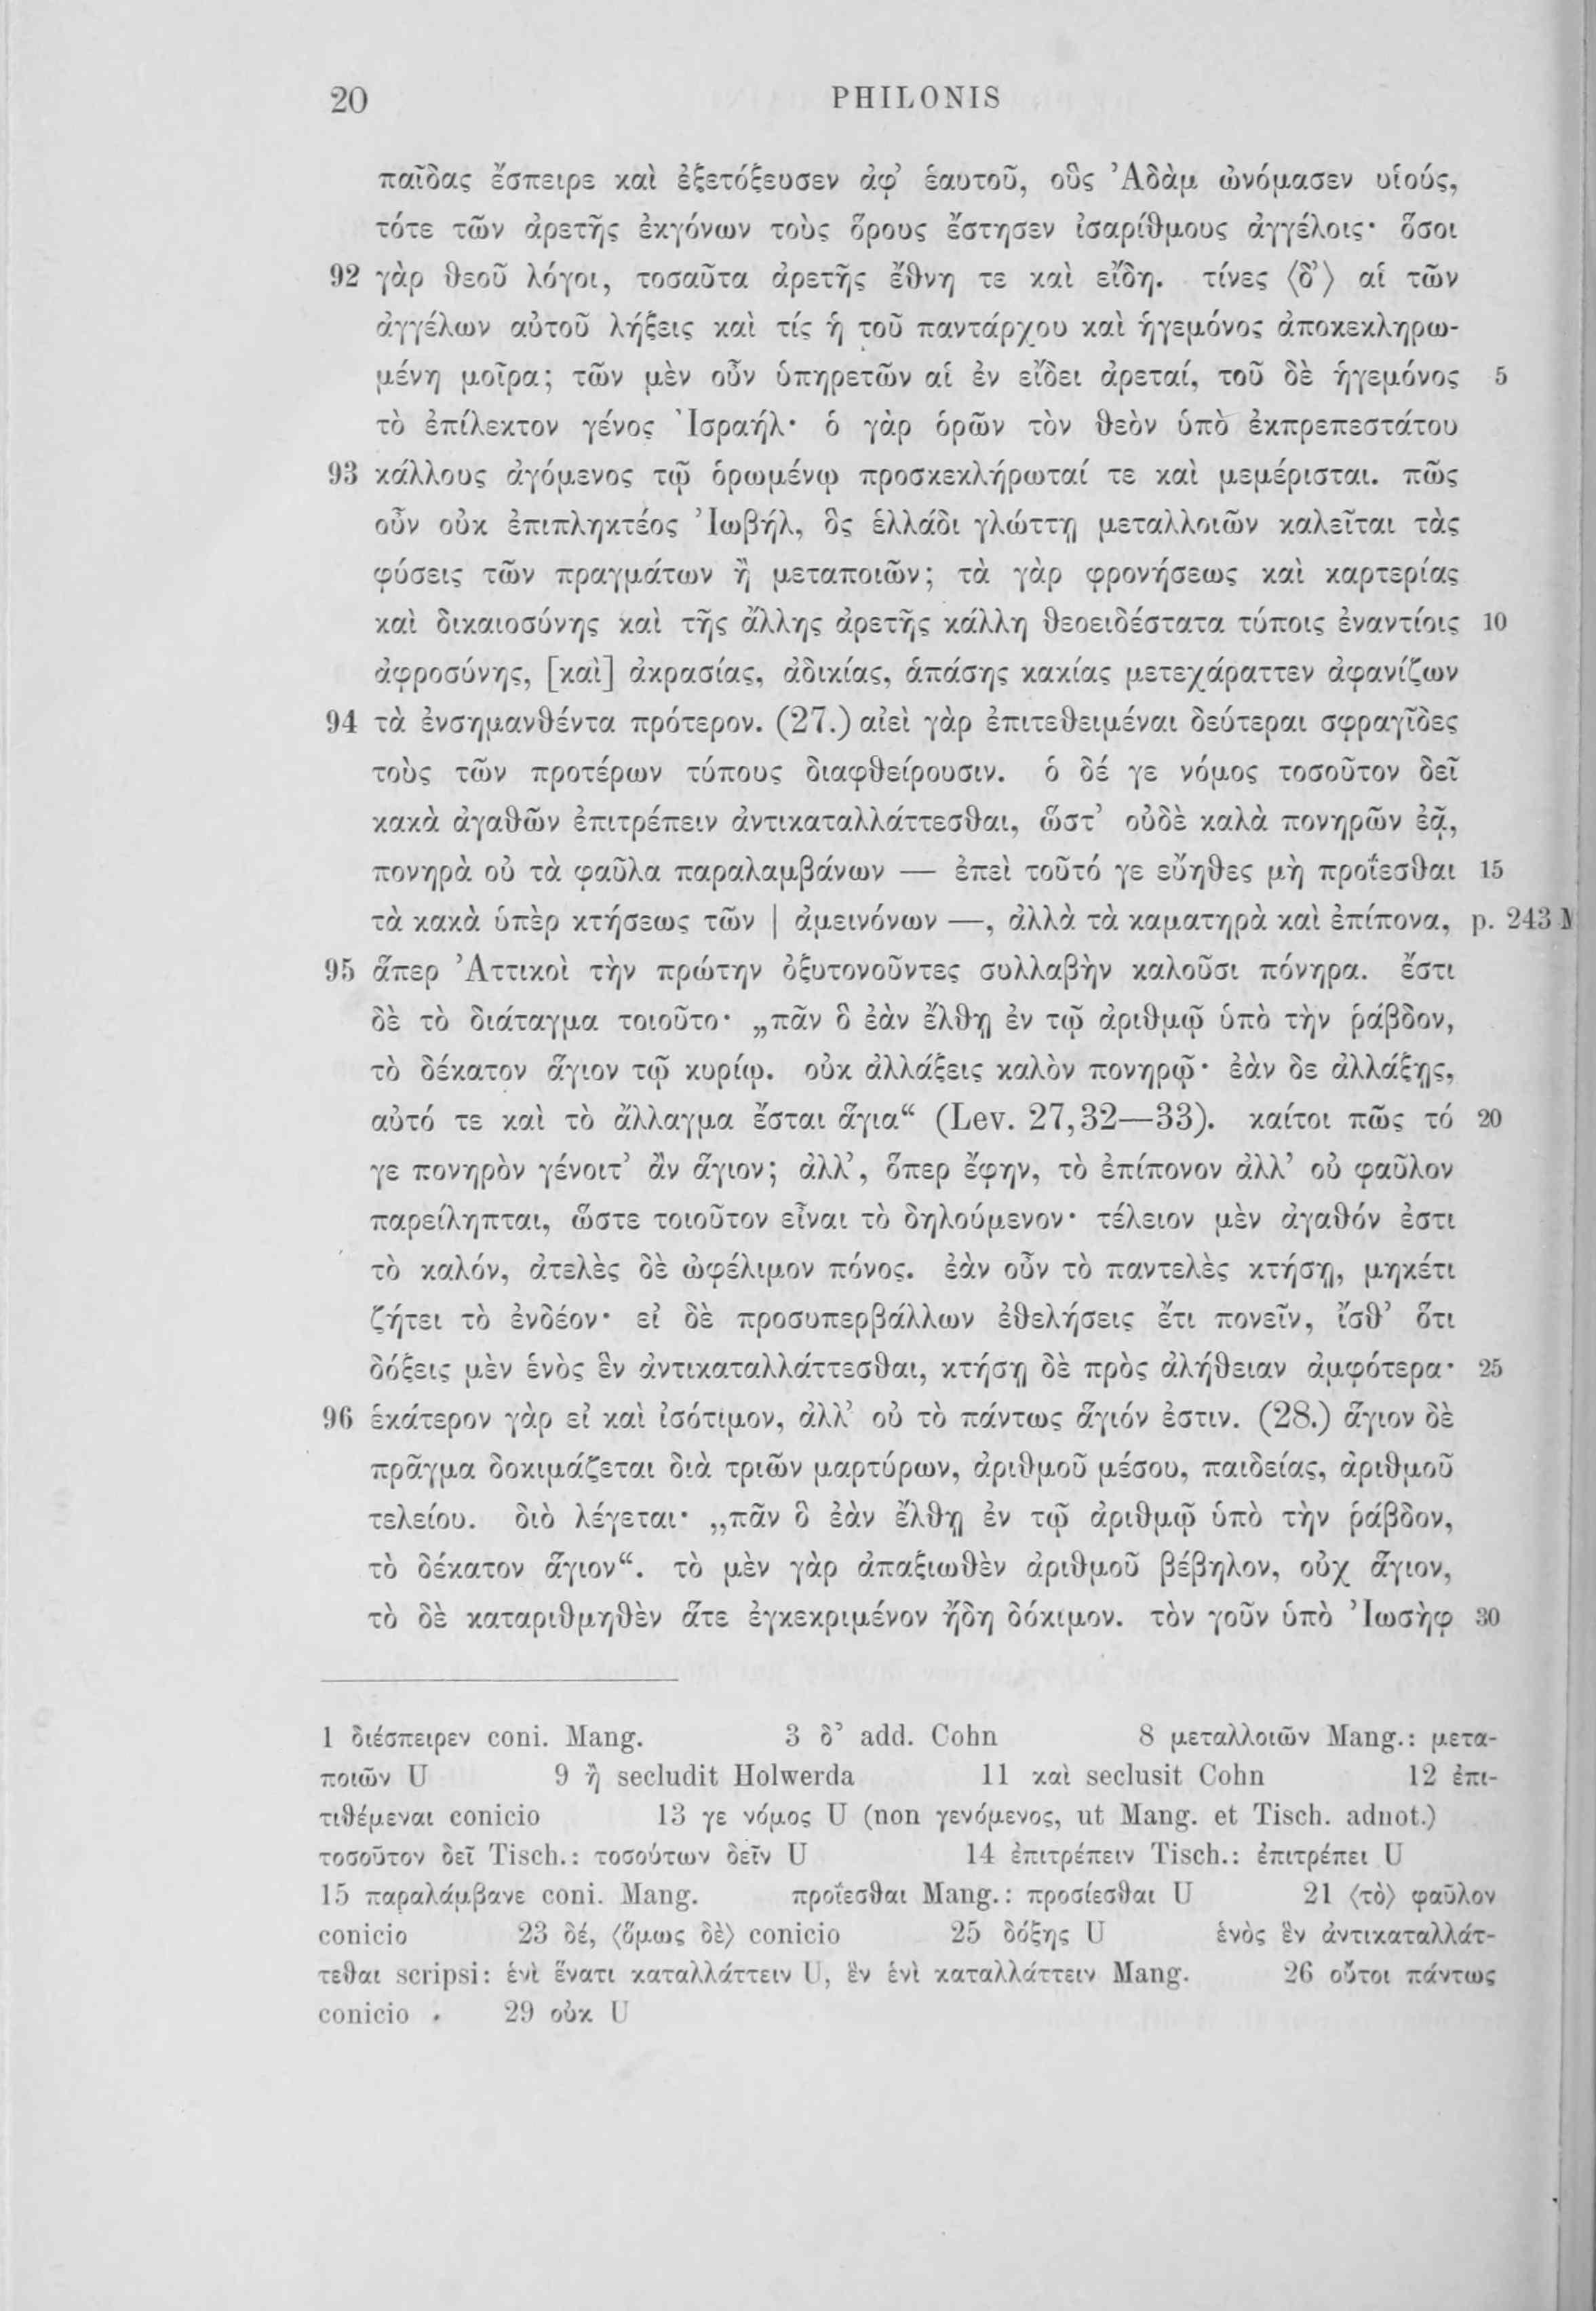 20 PHILONIS
παῖδας ἔσπειρε καὶ ἐξετόξευσεν ἀφ’ ἑαυτοῦ, οὓς Ἀδὰμ ὠνόμασεν υἱούς,
τότε τῶν ἀρετῆς ἐκγόνων τοὺς ὅρους ἔστησεν ἰσαρίθμους ἀγγέλοις· ὅσοι
92 γὰρ θεοῦ λόγοι, τοσαῦτα ἀρετῆς ἔθνη τε καὶ εἴδη. τίνες ⟨δ’⟩ αἱ τῶν
ἀγγέλων αὐτοῦ λήξεις καὶ τίς ἡ τοῦ παντάρχου καὶ ἡγεμόνος ἀποκεκληρω-
μένη μοῖρα; τῶν μὲν οὖν ὑπηρετῶν αἱ ἐν εἴδει ἀρεταί, τοῦ δὲ ἡγεμόνος 5
τὸ ἐπίλεκτον γένος Ἰσραήλ· ὁ γὰρ ὁρῶν τὸν θεὸν ὑπὸ ἐκπρεπεστάτου
93 κάλλους ἀγόμενος τῷ ὁρωμένῳ προσκεκλήρωταί τε καὶ μεμέρισται. πῶς
οὖν οὐκ ἐπιπληκτέος Ἰωβήλ, ὃς ἑλλάδι γλώττῃ μεταλλοιῶν καλεῖται τὰς
φύσεις τῶν πραγμάτων ἢ μεταποιῶν; τὰ γὰρ φρονήσεως καὶ καρτερίας
καὶ δικαιοσύνης καὶ τῆς ἄλλης ἀρετῆς κάλλη θεοειδέστατα τύποις ἐναντίοις 10
ἀφροσύνης, [καὶ] ἀκρασίας, ἀδικίας, ἁπάσης κακίας μετεχάραττεν ἀφανίζων
94 τὰ ἐνσημανθέντα πρότερον. (27.) αἰεὶ γὰρ ἐπιτεθειμέναι δεύτεραι σφραγῖδες
τοὺς τῶν προτέρων τύπους διαφθείρουσιν. ὁ δέ γε νόμος τοσοῦτον δεῖ
κακὰ ἀγαθῶν ἐπιτρέπειν ἀντικαταλλάττεσθαι, ὥστ’ οὐδὲ καλὰ πονηρῶν ἐᾷ,
πονηρὰ οὐ τὰ φαῦλα παραλαμβάνων — ἐπεὶ τοῦτό γε εὔηθες μὴ προΐεσθαι 15
τὰ κακὰ ὑπὲρ κτήσεως τῶν | ἀμεινόνων —, ἀλλὰ τὰ καματηρὰ καὶ ἐπίπονα, p. 243 M
95 ἅπερ Ἀττικοὶ τὴν πρώτην ὀξυτονοῦντες συλλαβὴν καλοῦσι πόνηρα. ἔστι
δὲ τὸ διάταγμα τοιοῦτο· „πᾶν ὃ ἐὰν ἔλθῃ ἐν τῷ ἀριθμῷ ὑπὸ τὴν ῥάβδον,
τὸ δέκατον ἅγιον τῷ κυρίῳ. οὐκ ἀλλάξεις καλὸν πονηρῷ· ἐὰν δε ἀλλάξῃς,
αὐτό τε καὶ τὸ ἄλλαγμα ἔσται ἅγια“ (Lev. 27,32—33). καίτοι πῶς τό 20
γε πονηρὸν γένοιτ’ ἂν ἅγιον; ἀλλ’, ὅπερ ἔφην, τὸ ἐπίπονον ἀλλ’ οὐ φαῦλον
παρείληπται, ὥστε τοιοῦτον εἶναι τὸ δηλούμενον· τέλειον μὲν ἀγαθόν ἐστι
τὸ καλόν, ἀτελὲς δὲ ὠφέλιμον πόνος. ἐὰν οὖν τὸ παντελὲς κτήσῃ, μηκέτι
ζήτει τὸ ἐνδέον· εἰ δὲ προσυπερβάλλων ἐθελήσεις ἔτι πονεῖν, ἴσθ’ ὅτι
δόξεις μὲν ἑνὸς ἓν ἀντικαταλλάττεσθαι, κτήσῃ δὲ πρὸς ἀλήθειαν ἀμφότερα· 25
96 ἑκάτερον γὰρ εἰ καὶ ἰσότιμον, ἀλλ’ οὐ τὸ πάντως ἅγιόν ἐστιν. (28.) ἅγιον δὲ
πρᾶγμα δοκιμάζεται διὰ τριῶν μαρτύρων, ἀριθμοῦ μέσου, παιδείας, ἀριθμοῦ
τελείου. διὸ λέγεται· „πᾶν ὃ ἐὰν ἔλθῃ ἐν τῷ ἀριθμῷ ὑπὸ τὴν ῥάβδον,
τὸ δέκατον ἅγιον“. τὸ μὲν γὰρ ἀπαξιωθὲν ἀριθμοῦ βέβηλον, οὐχ ἅγιον,
τὸ δὲ καταριθμηθὲν ἅτε ἐγκεκριμένον ἤδη δόκιμον. τὸν γοῦν ὑπὸ Ἰωσὴφ 30
1 διέσπειρεν coni. Mang. 3 δ’ add. Cohn 8 μεταλλοιῶν Mang.: μετα-
ποιῶν U 9 ἢ secludit Holwerda 11 καὶ seclusit Cohn 12 ἐπι-
τιθέμεναι conicio 13 γε νόμος U (non γενόμενος, ut Mang. et Tisch. adnot.)
τοσοῦτον δεῖ Tisch.: τοσούτων δεῖν U 14 ἐπιτρέπειν Tisch.: ἐπιτρέπει U
15 παραλάμβανε coni. Mang. προΐεσθαι Mang.: προσίεσθαι U 21 ⟨τὸ⟩ φαῦλον
conicio 23 δέ, ⟨ὅμως δὲ⟩ conicio 25 δόξης U ἑνὸς ἓν ἀντικαταλλάτ-
τεθαι scripsi: ἑνὶ ἕνατι καταλλάττειν U, ἓν ἑνὶ καταλλάττειν Mang. 26 οὔτοι πάντως
conicio 29 οὐκ U